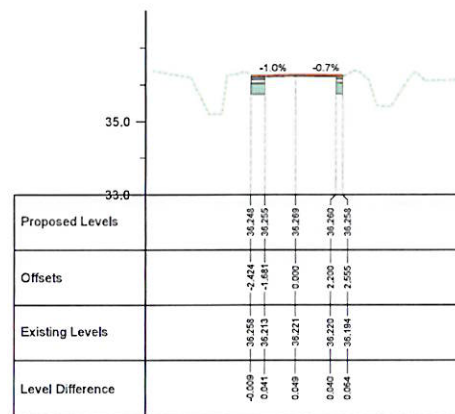 -1.0% -0.7%
35.0
33.0
Proposed Levels 36.248 36.255 36.269 36.260 36.258
Offsets -2.424 -1.681 0.000 2.200 2.555
Existing Levels 36.258 36.213 36.221 36.220 36.194
Level Difference -0.009 0.041 0.049 0.040 0.064